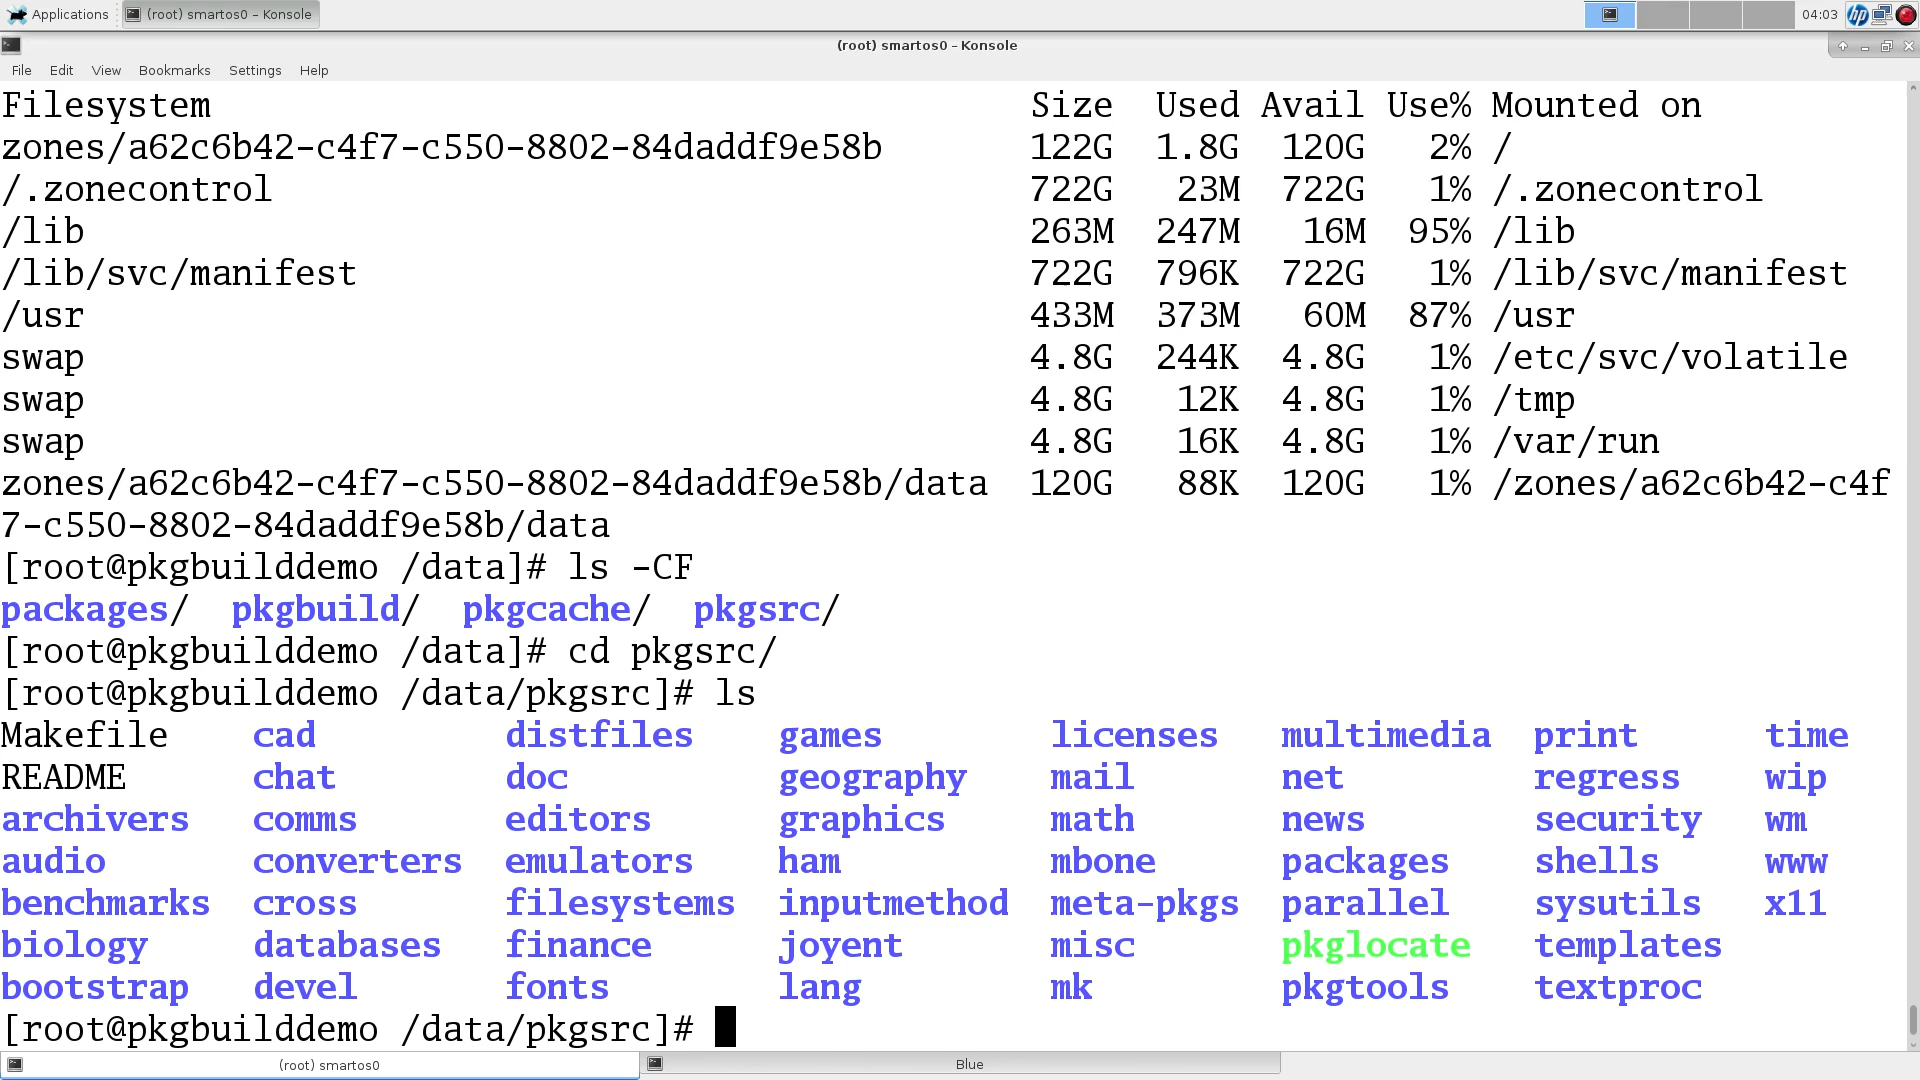 Applications (root) smartos0 – Konsole 04:03
(root) smartos0 – Konsole
File Edit View Bookmarks Settings Help
Filesystem Size Used Avail Use% Mounted on
zones/a62c6b42-c4f7-c550-8802-84daddf9e58b 122G 1.8G 120G 2% /
/.zonecontrol 722G 23M 722G 1% /.zonecontrol
/lib 263M 247M 16M 95% /lib
/lib/svc/manifest 722G 796K 722G 1% /lib/svc/manifest
/usr 433M 373M 60M 87% /usr
swap 4.8G 244K 4.8G 1% /etc/svc/volatile
swap 4.8G 12K 4.8G 1% /tmp
swap 4.8G 16K 4.8G 1% /var/run
zones/a62c6b42-c4f7-c550-8802-84daddf9e58b/data 120G 88K 120G 1% /zones/a62c6b42-c4f
7-c550-8802-84daddf9e58b/data
[root@pkgbuilddemo /data]# ls -CF
packages/ pkgbuild/ pkgcache/ pkgsrc/
[root@pkgbuilddemo /data]# cd pkgsrc/
[root@pkgbuilddemo /data/pkgsrc]# ls
Makefile cad distfiles games licenses multimedia print time
README chat doc geography mail net regress wip
archivers comms editors graphics math news security wm
audio converters emulators ham mbone packages shells www
benchmarks cross filesystems inputmethod meta-pkgs parallel sysutils x11
biology databases finance joyent misc pkglocate templates
bootstrap devel fonts lang mk pkgtools textproc
[root@pkgbuilddemo /data/pkgsrc]#
(root) smartos0 Blue